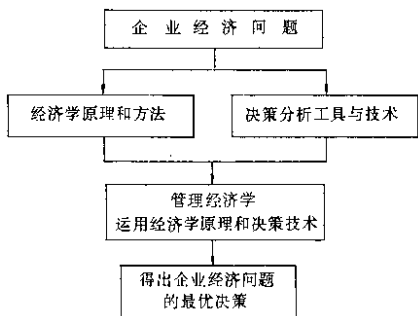 企业经济问题
经济学原理和方法
决策分析工具与技术
管理经济学
运用经济学原理和决策技术
得出企业经济问题
的最优决策